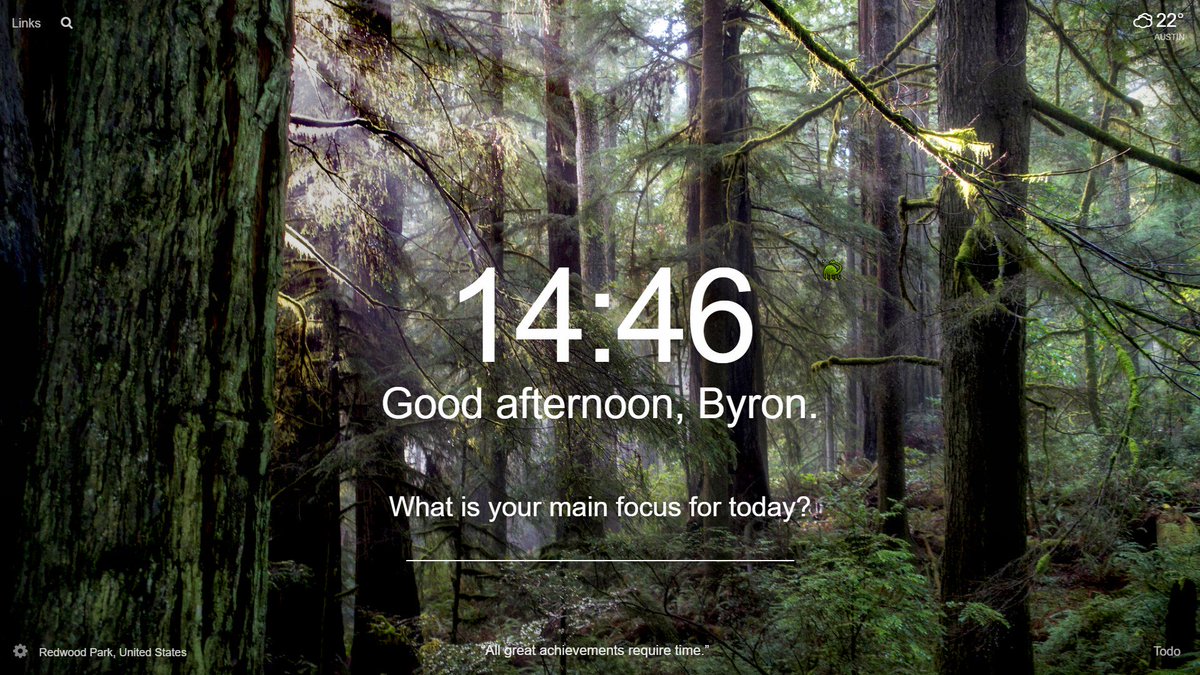 Links
22°
AUSTIN
14:46
Good afternoon, Byron.
What is your main focus for today?
Redwood Park, United States
“All great achievements require time.”
Todo